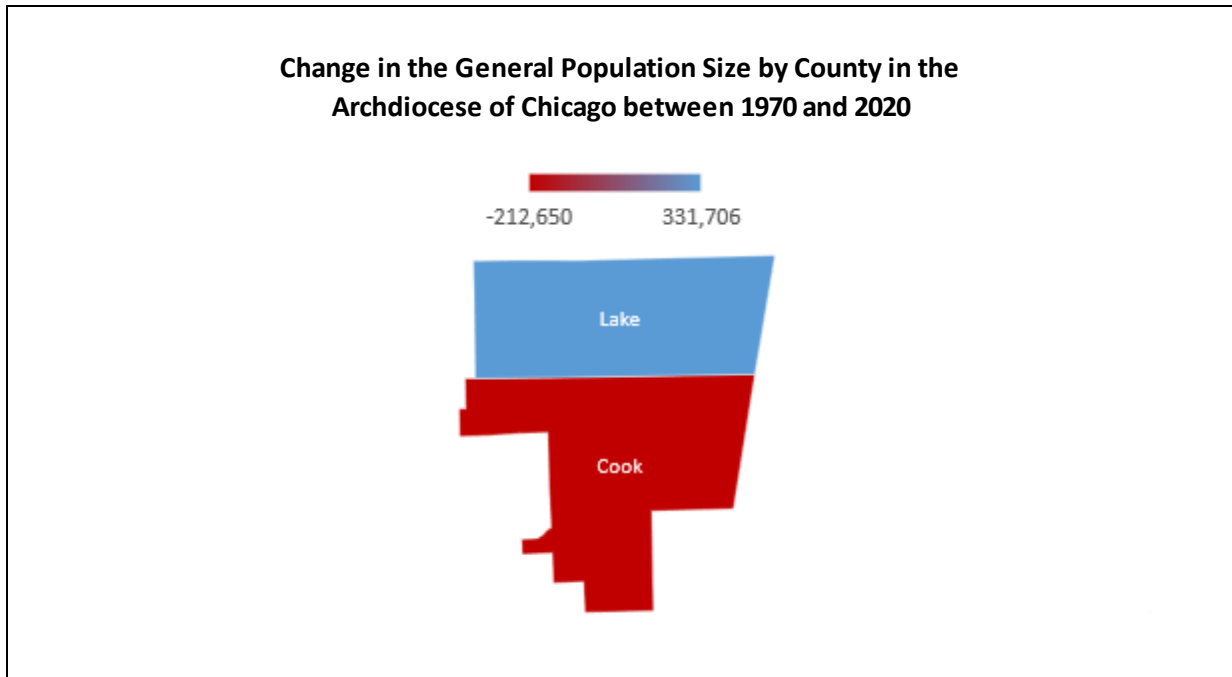 Change in the General Population Size by County in the
Archdiocese of Chicago between 1970 and 2020
-212,650 331,706
Lake
Cook